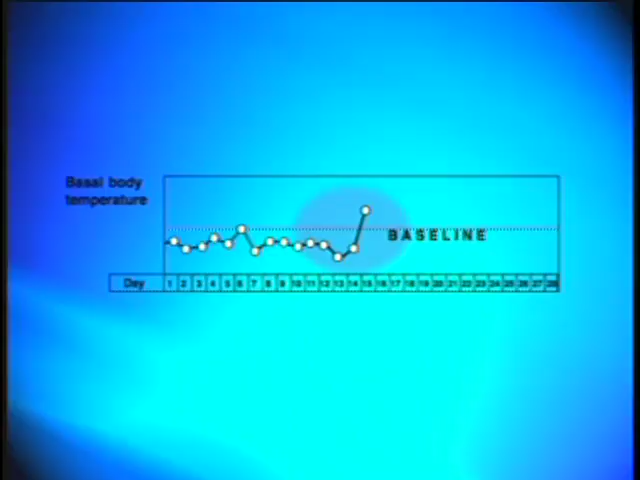 Basal body
temperature
BASELINE
Day 1 2 3 4 5 6 7 8 9 10 11 12 13 14 15 16 17 18 19 20 21 22 23 24 25 26 27 28